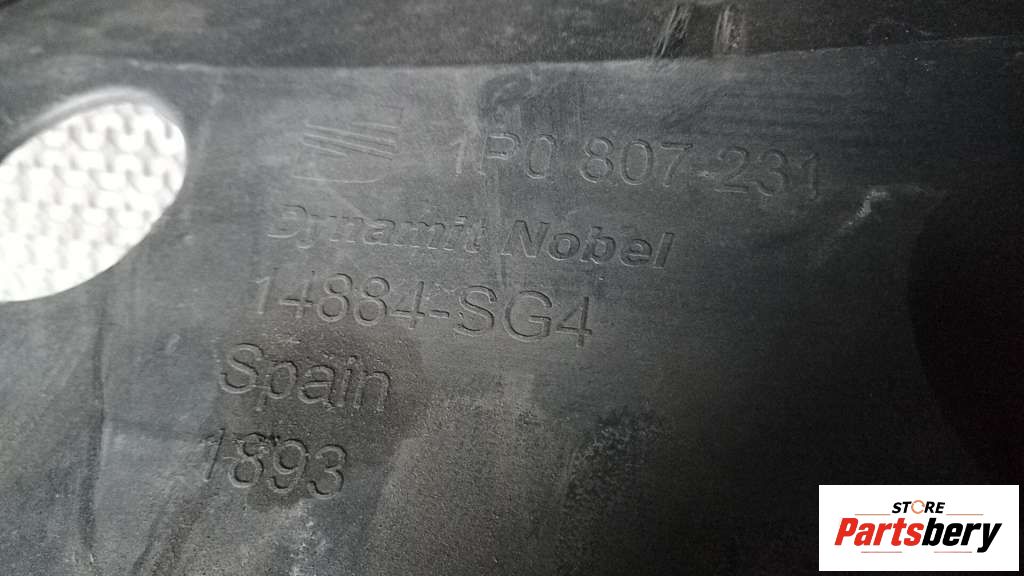 1P0 807-231
Dynamit Nobel
14884-SG4
Spain
1893
STORE
Partsbery